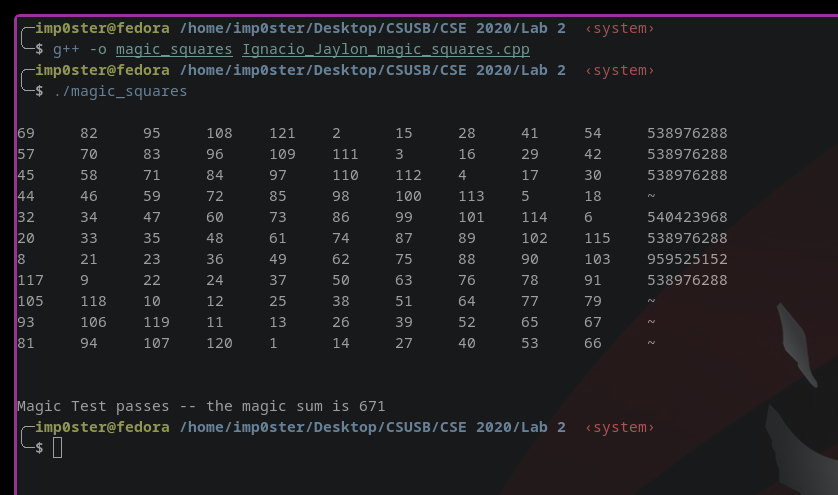 ╭─imp0ster@fedora /home/imp0ster/Desktop/CSUSB/CSE 2020/Lab 2 ‹system›
╰─$ g++ -o magic_squares Ignacio_Jaylon_magic_squares.cpp
╭─imp0ster@fedora /home/imp0ster/Desktop/CSUSB/CSE 2020/Lab 2 ‹system›
╰─$ ./magic_squares
69 82 95 108 121 2 15 28 41 54 538976288
57 70 83 96 109 111 3 16 29 42 538976288
45 58 71 84 97 110 112 4 17 30 538976288
44 46 59 72 85 98 100 113 5 18 ~
32 34 47 60 73 86 99 101 114 6 540423968
20 33 35 48 61 74 87 89 102 115 538976288
8 21 23 36 49 62 75 88 90 103 959525152
117 9 22 24 37 50 63 76 78 91 538976288
105 118 10 12 25 38 51 64 77 79 ~
93 106 119 11 13 26 39 52 65 67 ~
81 94 107 120 1 14 27 40 53 66 ~
Magic Test passes -- the magic sum is 671
╭─imp0ster@fedora /home/imp0ster/Desktop/CSUSB/CSE 2020/Lab 2 ‹system›
╰─$